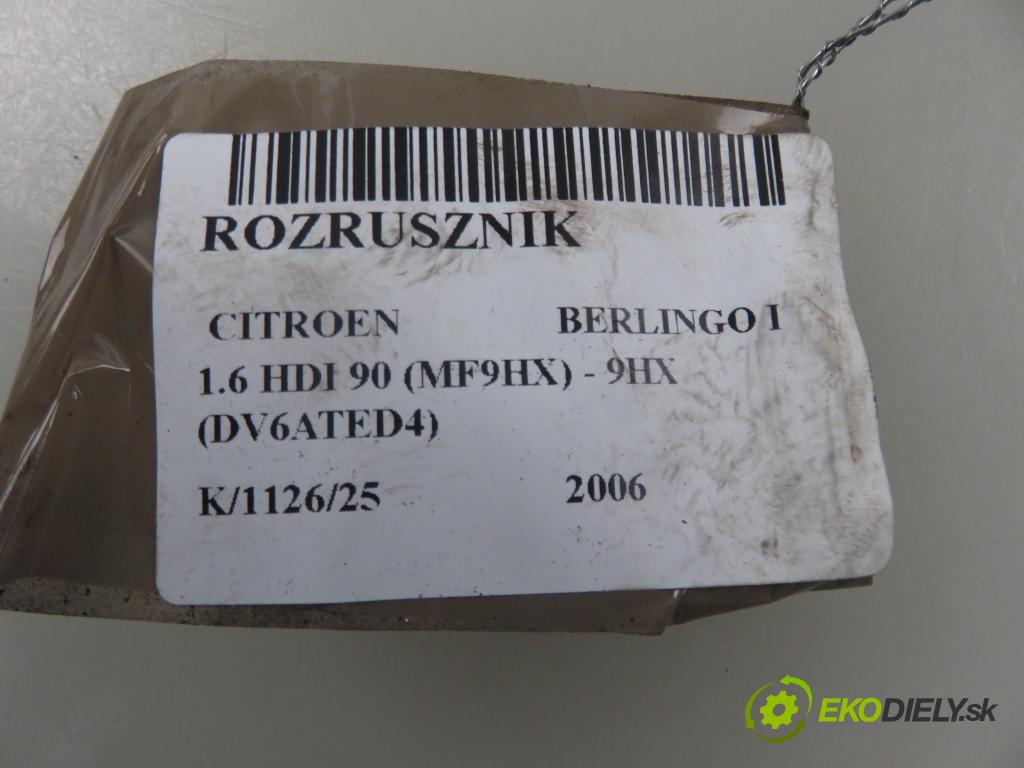 ROZRUSZNIK
CITROEN BERLINGO I
1.6 HDI 90 (MF9HX) - 9HX
(DV6ATED4)
K/1126/25 2006
EKODIELY.sk